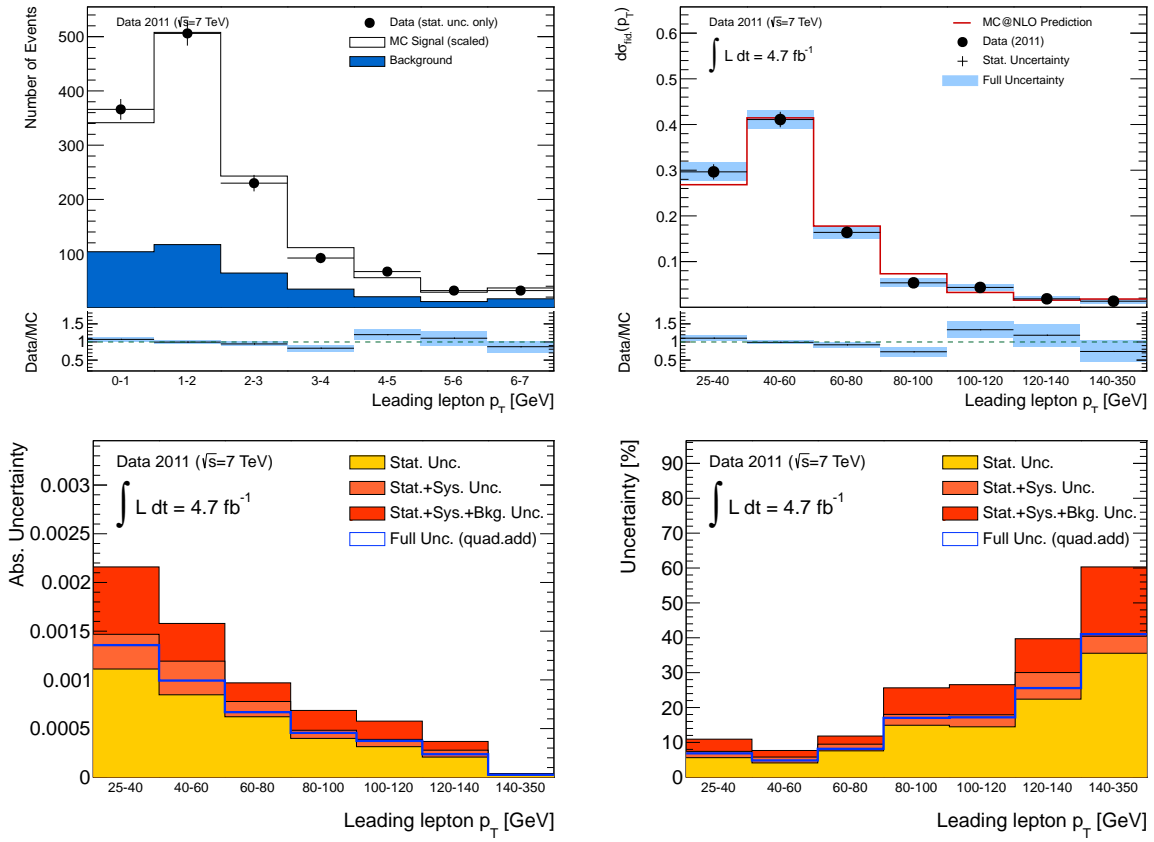 Number of Events
Data 2011 (√s=7 TeV)
Data (stat. unc. only)
MC Signal (scaled)
Background
500
400
300
200
100
Data/MC
1.5
1
0.5
0-1 1-2 2-3 3-4 4-5 5-6 6-7
Leading lepton p_T [GeV]
dσ_fid.(p_T)
Data 2011 (√s=7 TeV)
∫ L dt = 4.7 fb⁻¹
MC@NLO Prediction
Data (2011)
Stat. Uncertainty
Full Uncertainty
0.6
0.5
0.4
0.3
0.2
0.1
Data/MC
1.5
1
0.5
25-40 40-60 60-80 80-100 100-120 120-140 140-350
Leading lepton p_T [GeV]
Abs. Uncertainty
Data 2011 (√s=7 TeV)
∫ L dt = 4.7 fb⁻¹
Stat. Unc.
Stat.+Sys. Unc.
Stat.+Sys.+Bkg. Unc.
Full Unc. (quad.add)
0.003
0.0025
0.002
0.0015
0.001
0.0005
0
25-40 40-60 60-80 80-100 100-120 120-140 140-350
Leading lepton p_T [GeV]
Uncertainty [%]
Data 2011 (√s=7 TeV)
∫ L dt = 4.7 fb⁻¹
Stat. Unc.
Stat.+Sys. Unc.
Stat.+Sys.+Bkg. Unc.
Full Unc. (quad.add)
90
80
70
60
50
40
30
20
10
0
25-40 40-60 60-80 80-100 100-120 120-140 140-350
Leading lepton p_T [GeV]